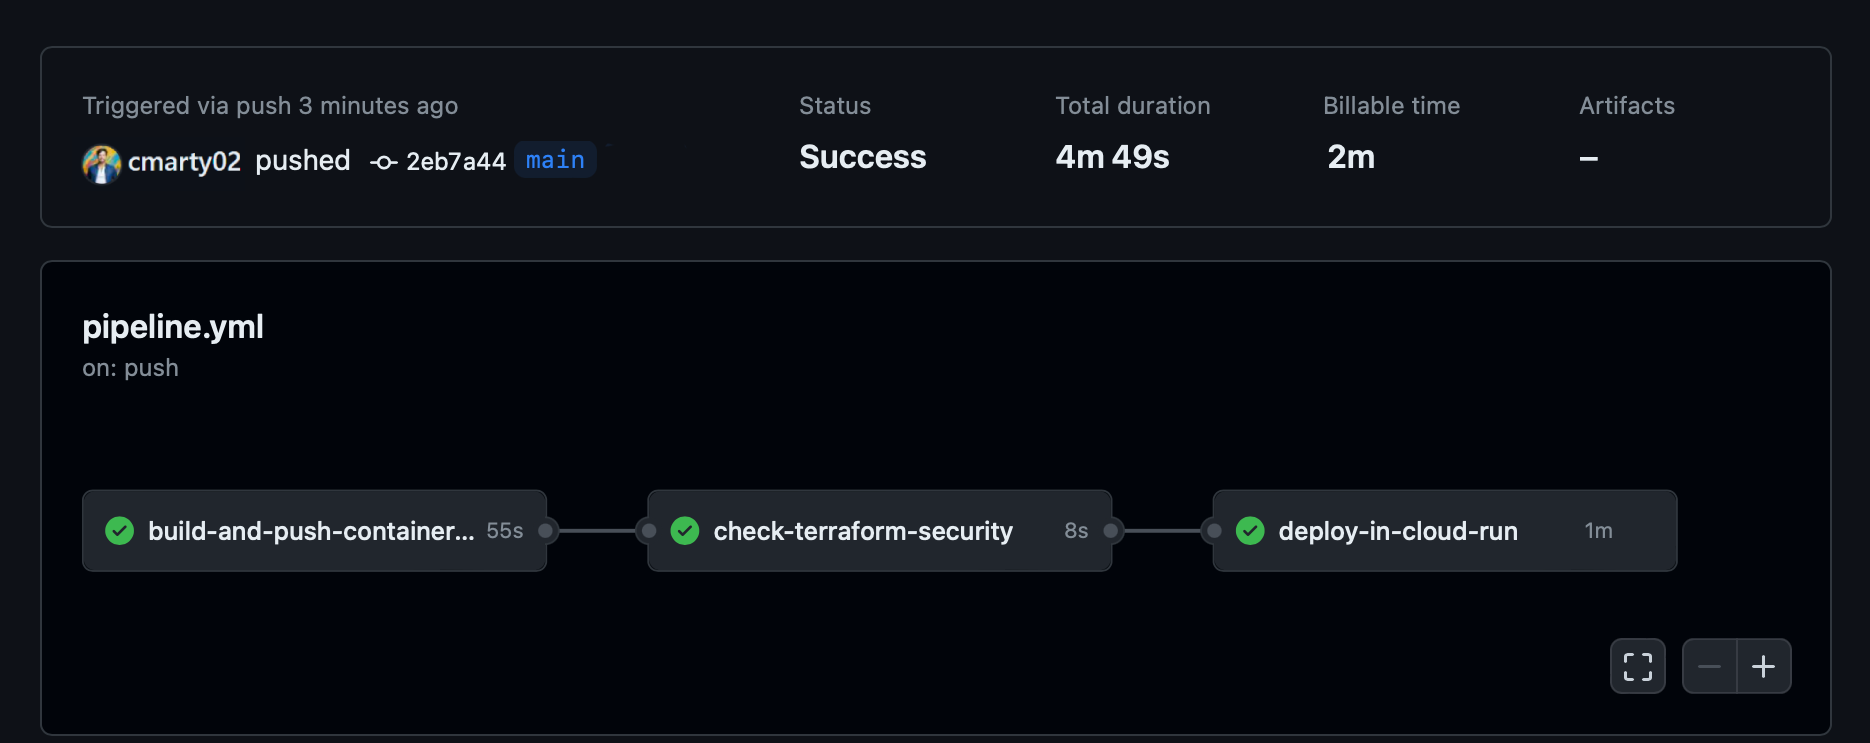 Triggered via push 3 minutes ago
cmarty02 pushed 2eb7a44 main
Status
Success
Total duration
4m 49s
Billable time
2m
Artifacts
–
pipeline.yml
on: push
build-and-push-container... 55s
check-terraform-security 8s
deploy-in-cloud-run 1m